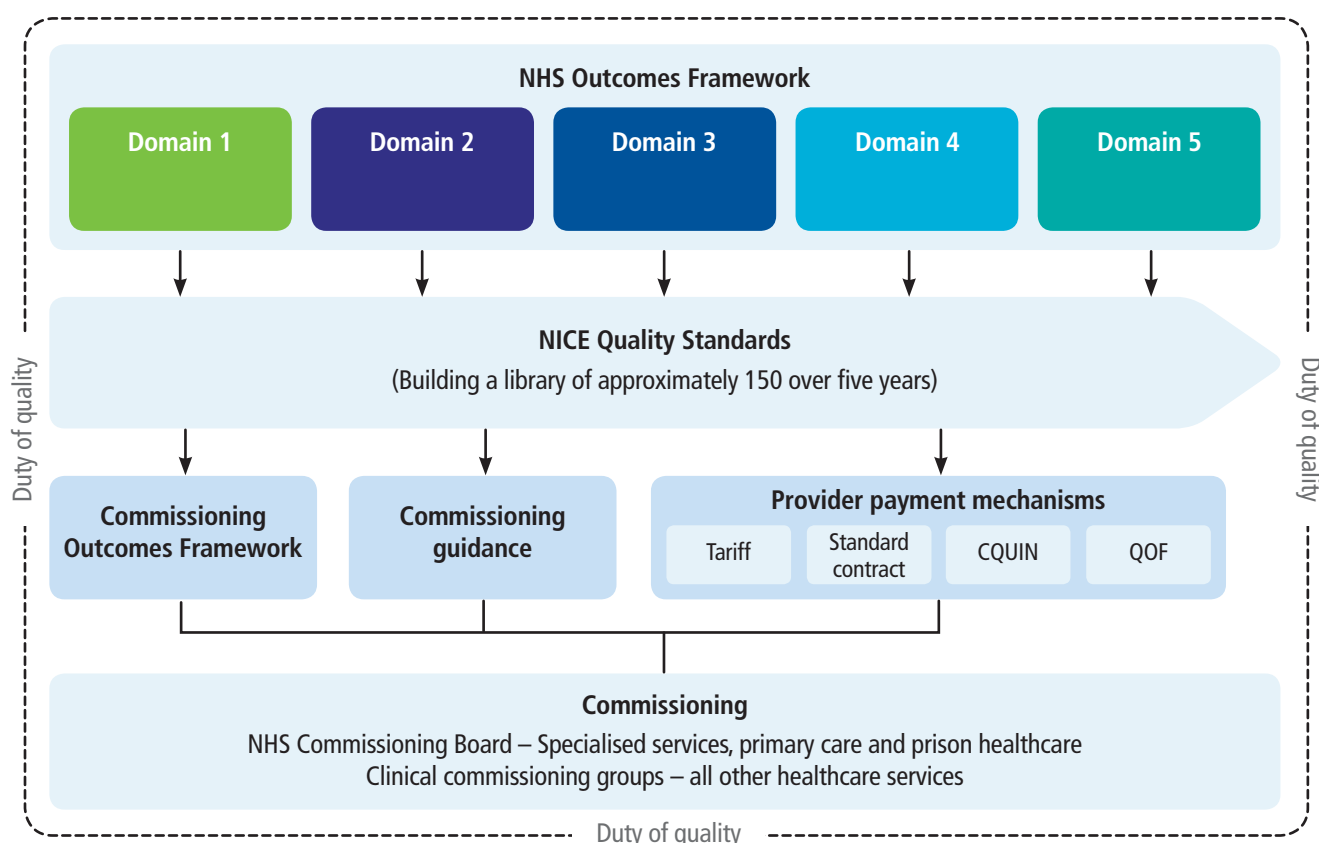 NHS Outcomes Framework
Domain 1
Domain 2
Domain 3
Domain 4
Domain 5
NICE Quality Standards
(Building a library of approximately 150 over five years)
Duty of quality
Duty of quality
Commissioning
Outcomes Framework
Commissioning
guidance
Provider payment mechanisms
Tariff
Standard
contract
CQUIN
QOF
Commissioning
NHS Commissioning Board – Specialised services, primary care and prison healthcare
Clinical commissioning groups – all other healthcare services
Duty of quality